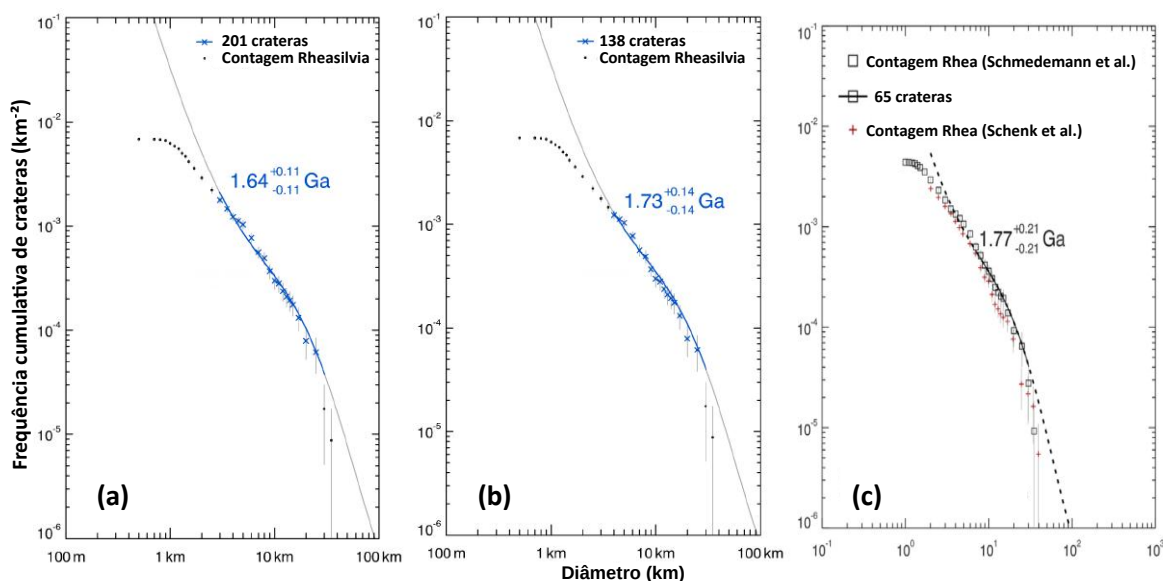 Frequência cumulativa de crateras (km⁻²)
10⁻¹
10⁻²
10⁻³
10⁻⁴
10⁻⁵
10⁻⁶
201 crateras
Contagem Rheasilvia
1.64 +0.11 -0.11 Ga
(a)
100 m
1 km
10 km
100 km
10⁻¹
10⁻²
10⁻³
10⁻⁴
10⁻⁵
10⁻⁶
138 crateras
Contagem Rheasilvia
1.73 +0.14 -0.14 Ga
(b)
100 m
1 km
10 km
100 km
10⁻¹
10⁻²
10⁻³
10⁻⁴
10⁻⁵
10⁻⁶
Contagem Rhea (Schmedemann et al.)
65 crateras
Contagem Rhea (Schenk et al.)
1.77 +0.21 -0.21 Ga
(c)
10⁻¹
10⁰
10¹
10²
10³
Diâmetro (km)